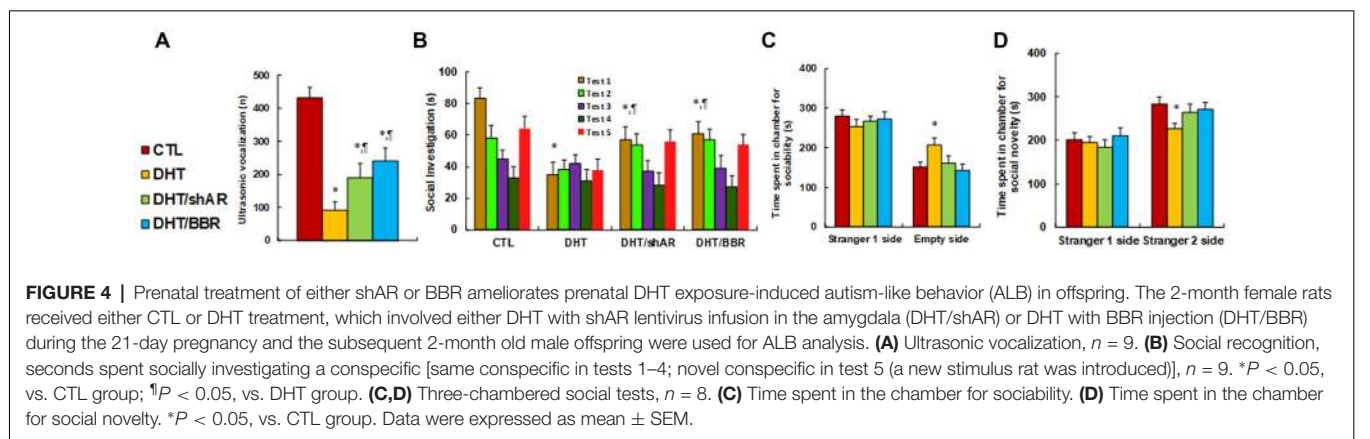 A
B
C
D
Ultrasonic vocalization (n)
500
400
300
200
100
0
CTL
DHT
DHT/shAR
DHT/BBR
*
*,¶
*,¶
Social Investigation (s)
100
80
60
40
20
0
Test 1
Test 2
Test 3
Test 4
Test 5
*
*,¶
*,¶
CTL
DHT
DHT/shAR
DHT/BBR
Time spent in chamber for
sociability (s)
400
300
200
100
0
*
Stranger 1 side
Empty side
Time spent in chamber for
social novelty (s)
400
300
200
100
0
*
Stranger 1 side
Stranger 2 side
FIGURE 4 | Prenatal treatment of either shAR or BBR ameliorates prenatal DHT exposure-induced autism-like behavior (ALB) in offspring. The 2-month female rats
received either CTL or DHT treatment, which involved either DHT with shAR lentivirus infusion in the amygdala (DHT/shAR) or DHT with BBR injection (DHT/BBR)
during the 21-day pregnancy and the subsequent 2-month old male offspring were used for ALB analysis. (A) Ultrasonic vocalization, n = 9. (B) Social recognition,
seconds spent socially investigating a conspecific [same conspecific in tests 1–4; novel conspecific in test 5 (a new stimulus rat was introduced)], n = 9. *P < 0.05,
vs. CTL group; ¶P < 0.05, vs. DHT group. (C,D) Three-chambered social tests, n = 8. (C) Time spent in the chamber for sociability. (D) Time spent in the chamber
for social novelty. *P < 0.05, vs. CTL group. Data were expressed as mean ± SEM.